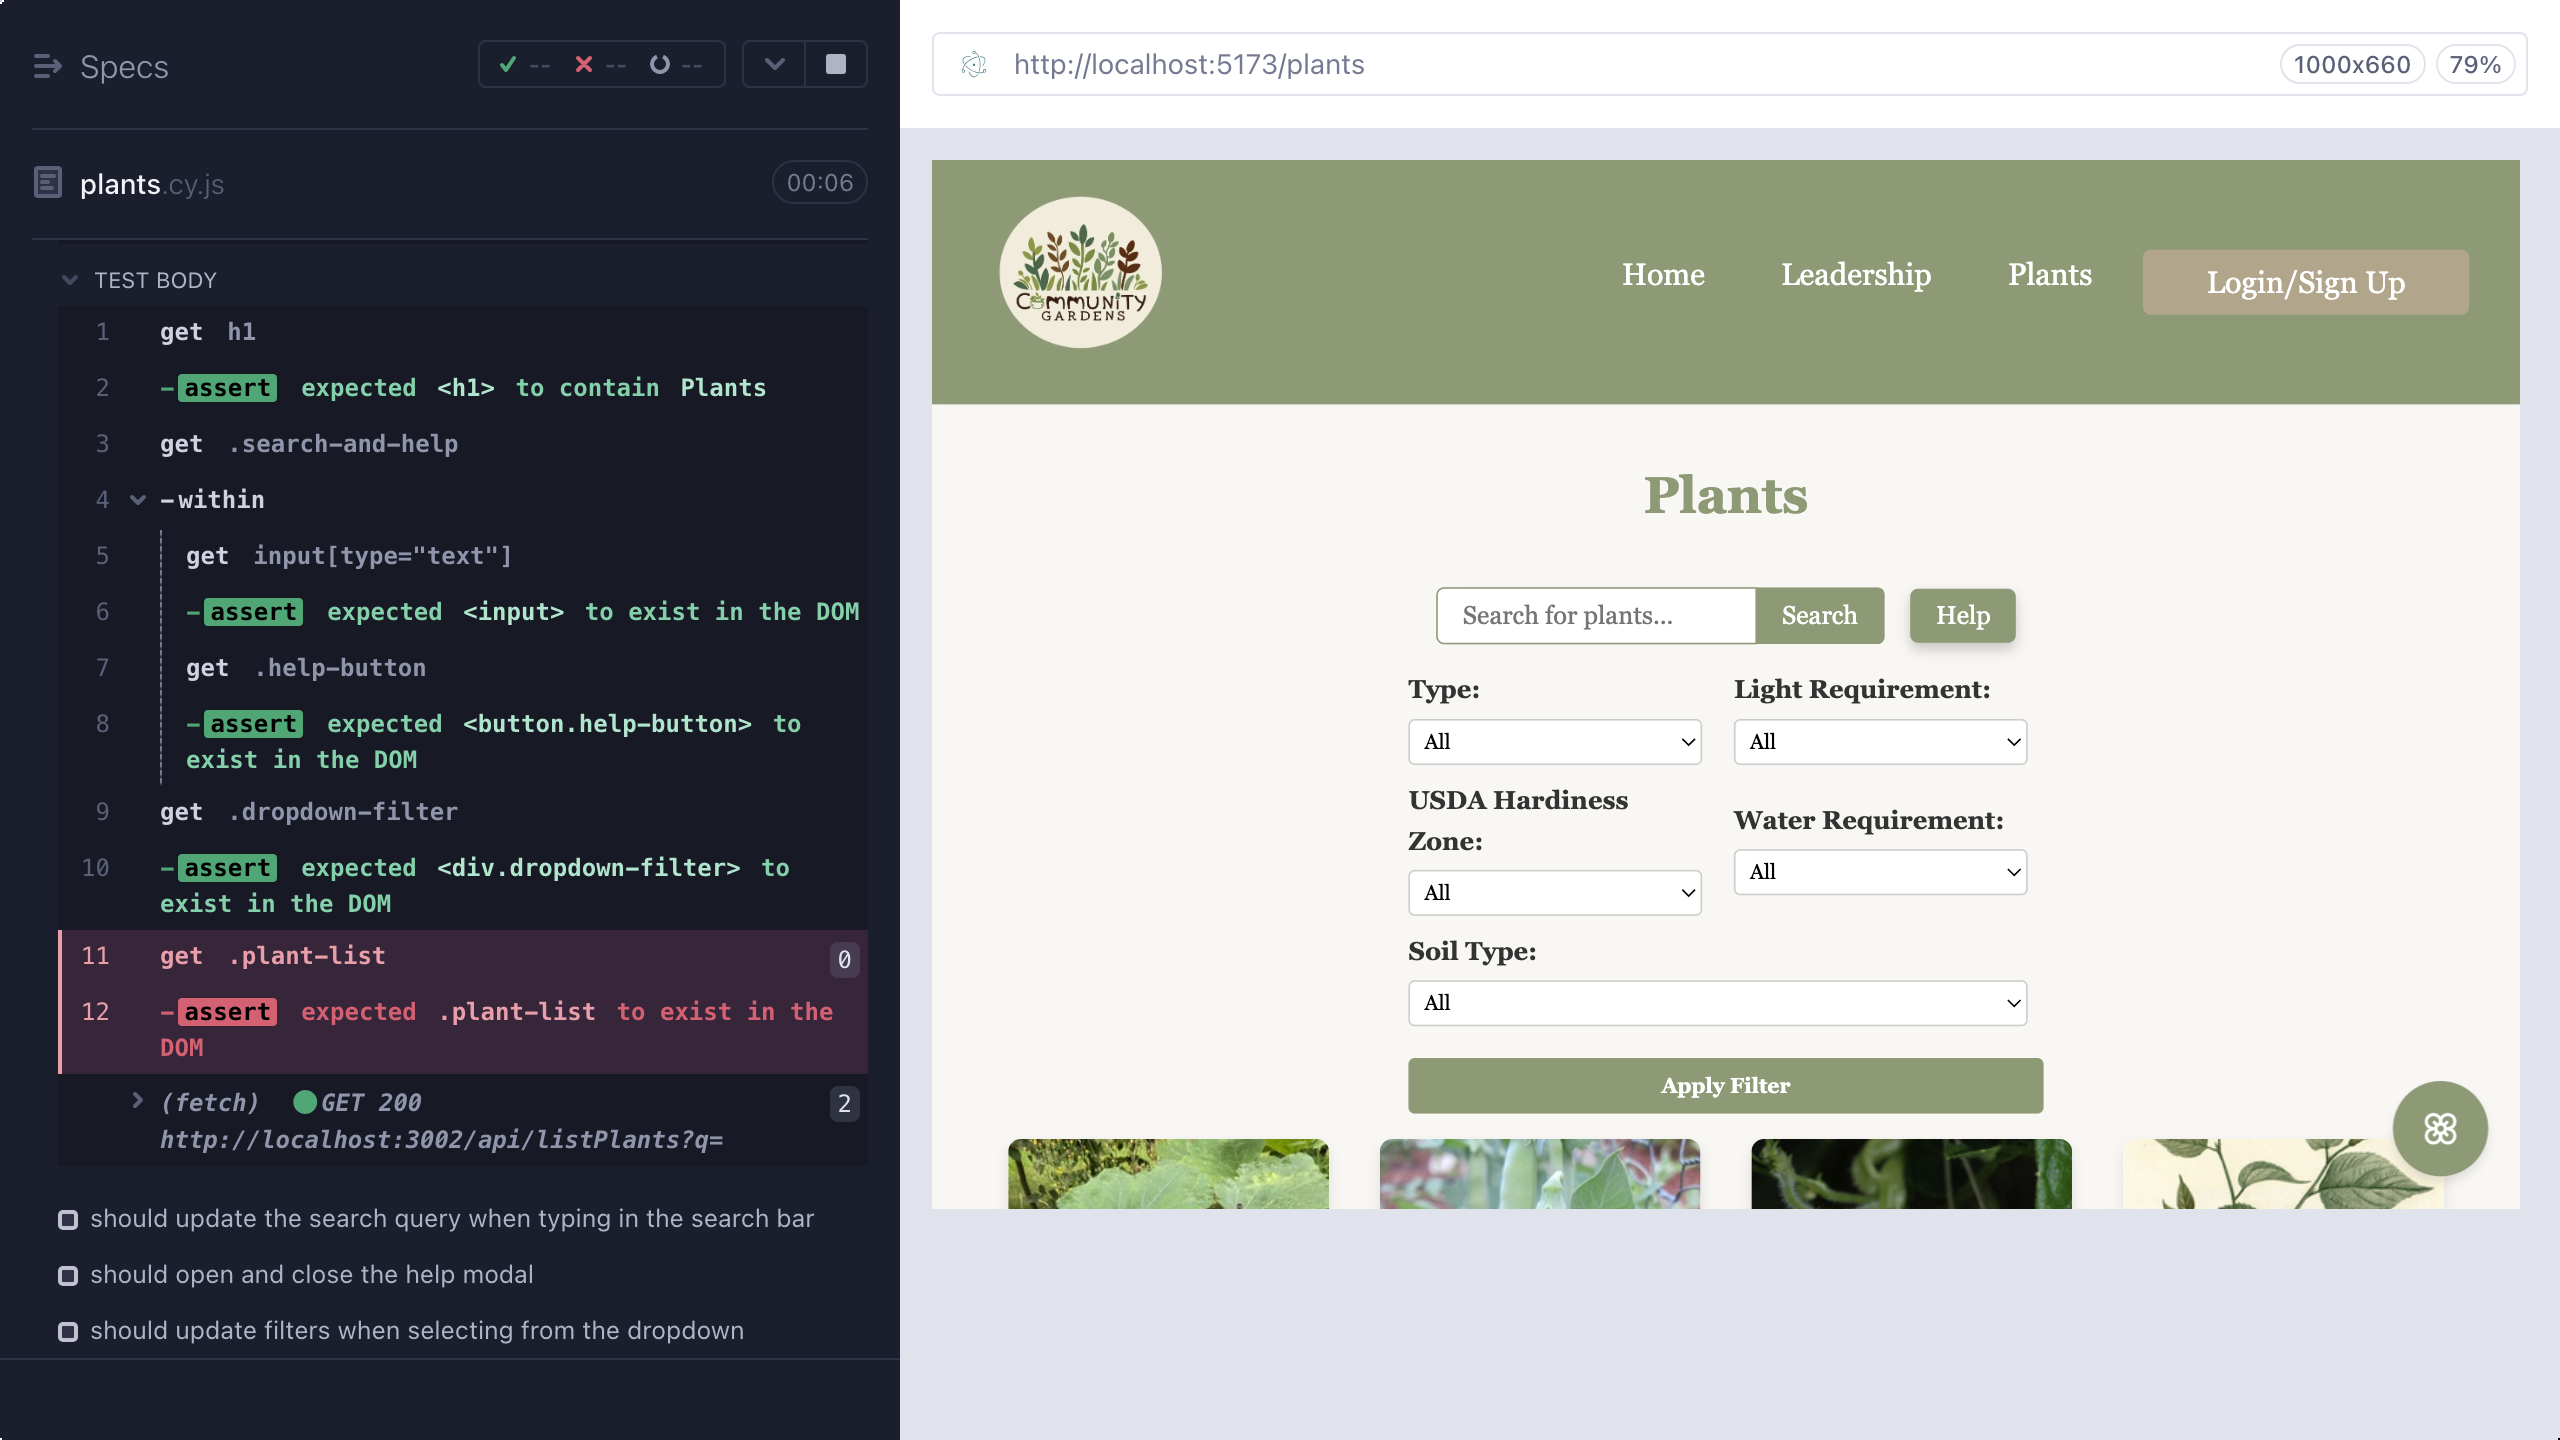 Specs
-- -- --
plants.cy.js
00:06
TEST BODY
1 get h1
2 -assert expected <h1> to contain Plants
3 get .search-and-help
4 -within
5 get input[type="text"]
6 -assert expected <input> to exist in the DOM
7 get .help-button
8 -assert expected <button.help-button> to
exist in the DOM
9 get .dropdown-filter
10 -assert expected <div.dropdown-filter> to
exist in the DOM
11 get .plant-list 0
12 -assert expected .plant-list to exist in the
DOM
(fetch) GET 200 2
http://localhost:3002/api/listPlants?q=
should update the search query when typing in the search bar
should open and close the help modal
should update filters when selecting from the dropdown
http://localhost:5173/plants
1000x660 79%
COMMUNITY
GARDENS
Home Leadership Plants Login/Sign Up
Plants
Search for plants... Search Help
Type: Light Requirement:
All All
USDA Hardiness
Zone:
Water Requirement:
All All
Soil Type:
All
Apply Filter